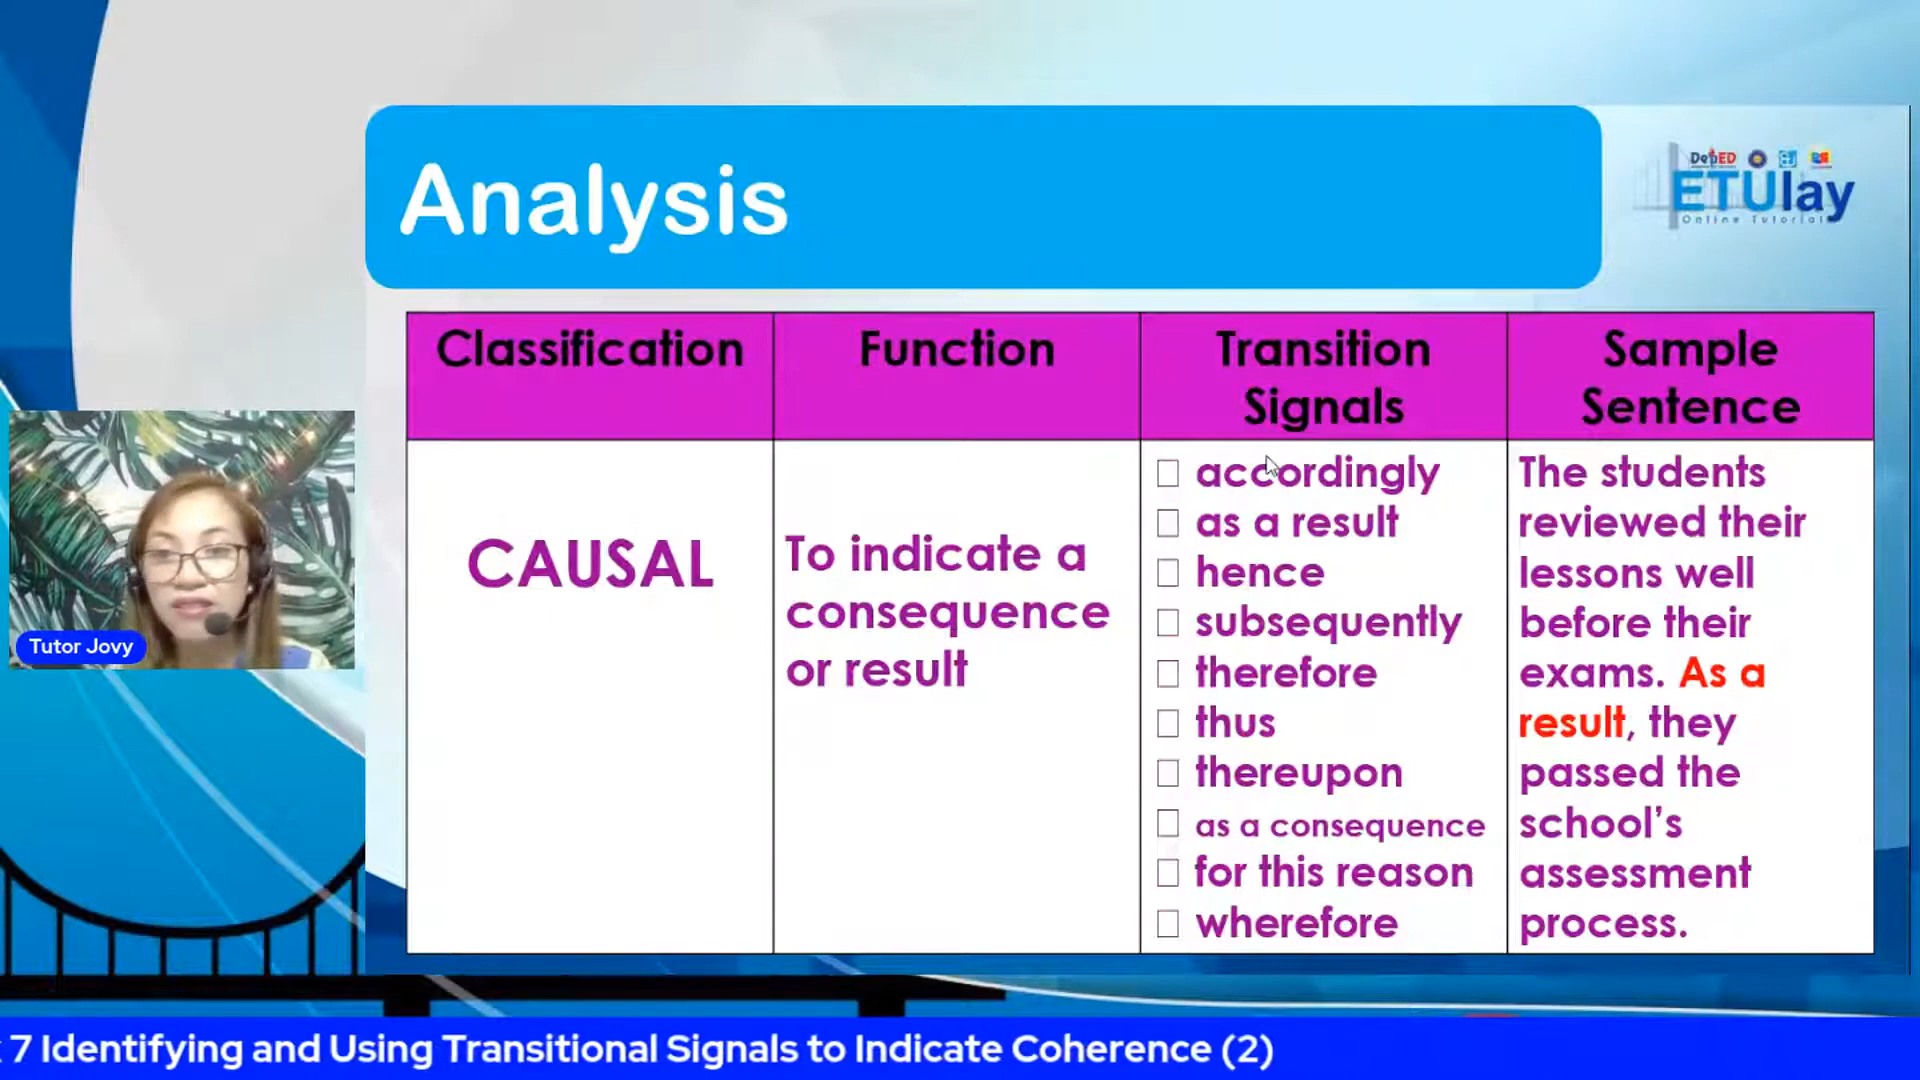 Analysis
DepED
ETUlay
Online Tutorial
Classification
Function
Transition
Signals
Sample
Sentence
CAUSAL
To indicate a
consequence
or result
accordingly
as a result
hence
subsequently
therefore
thus
thereupon
as a consequence
for this reason
wherefore
The students
reviewed their
lessons well
before their
exams. As a
result, they
passed the
school's
assessment
process.
Tutor Jovy
7 Identifying and Using Transitional Signals to Indicate Coherence (2)